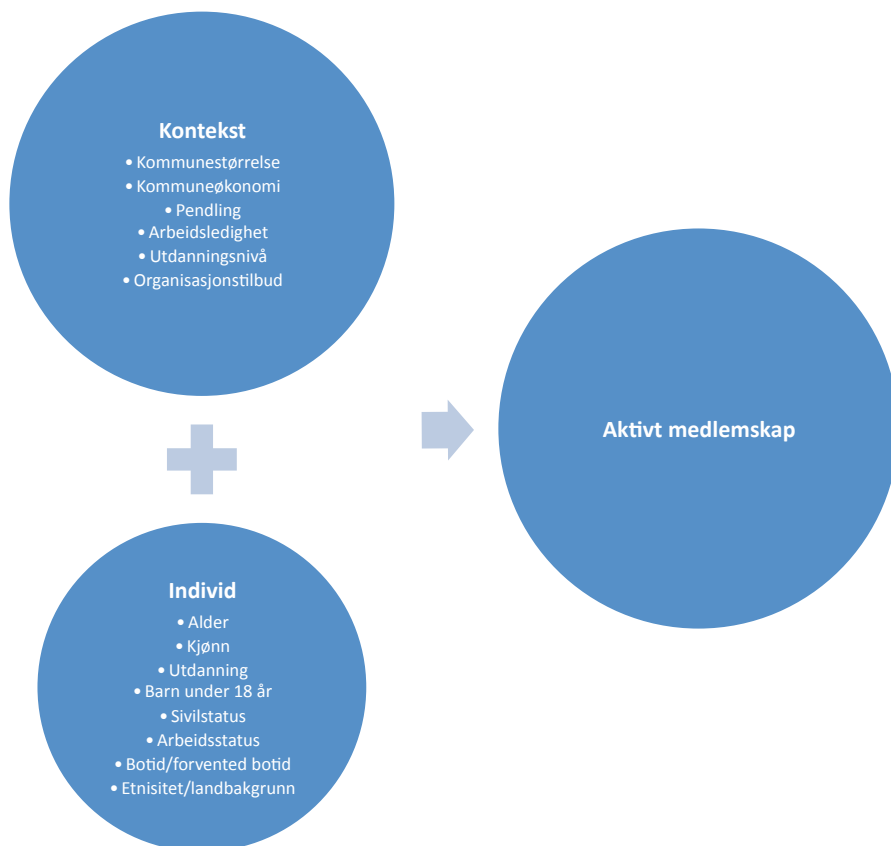 Kontekst
• Kommunestørrelse
• Kommuneøkonomi
• Pendling
• Arbeidsledighet
• Utdanningsnivå
• Organisasjonstilbud
Aktivt medlemskap
Individ
• Alder
• Kjønn
• Utdanning
• Barn under 18 år
• Sivilstatus
• Arbeidsstatus
• Botid/forvented botid
• Etnisitet/landbakgrunn